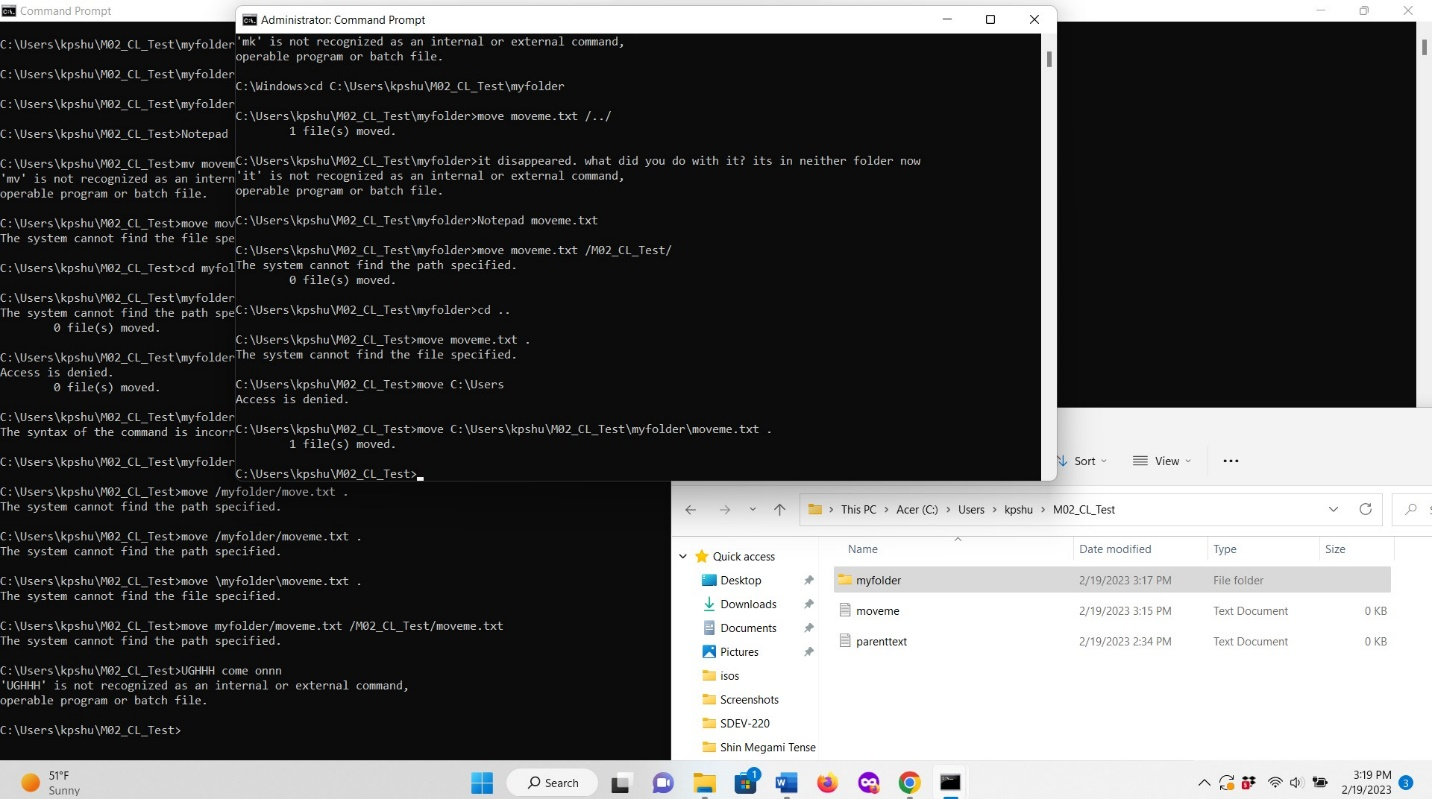 Command Prompt
C:\Users\kpshu\M02_CL_Test\myfolder
C:\Users\kpshu\M02_CL_Test\myfolder
C:\Users\kpshu\M02_CL_Test\myfolder
C:\Users\kpshu\M02_CL_Test>Notepad
C:\Users\kpshu\M02_CL_Test>mv movem
'mv' is not recognized as an intern
operable program or batch file.
C:\Users\kpshu\M02_CL_Test>move mov
The system cannot find the file spe
C:\Users\kpshu\M02_CL_Test>cd myfol
C:\Users\kpshu\M02_CL_Test\myfolder
The system cannot find the path spe
0 file(s) moved.
C:\Users\kpshu\M02_CL_Test\myfolder
Access is denied.
0 file(s) moved.
C:\Users\kpshu\M02_CL_Test\myfolder
The syntax of the command is incorr
C:\Users\kpshu\M02_CL_Test\myfolder
C:\Users\kpshu\M02_CL_Test>move /myfolder/move.txt .
The system cannot find the path specified.
C:\Users\kpshu\M02_CL_Test>move /myfolder/moveme.txt .
The system cannot find the path specified.
C:\Users\kpshu\M02_CL_Test>move \myfolder\moveme.txt .
The system cannot find the file specified.
C:\Users\kpshu\M02_CL_Test>move myfolder/moveme.txt /M02_CL_Test/moveme.txt
The system cannot find the path specified.
C:\Users\kpshu\M02_CL_Test>UGHHH come onnn
'UGHHH' is not recognized as an internal or external command,
operable program or batch file.
C:\Users\kpshu\M02_CL_Test>
Administrator: Command Prompt
'mk' is not recognized as an internal or external command,
operable program or batch file.
C:\Windows>cd C:\Users\kpshu\M02_CL_Test\myfolder
C:\Users\kpshu\M02_CL_Test\myfolder>move moveme.txt /../
1 file(s) moved.
C:\Users\kpshu\M02_CL_Test\myfolder>it disappeared. what did you do with it? its in neither folder now
'it' is not recognized as an internal or external command,
operable program or batch file.
C:\Users\kpshu\M02_CL_Test\myfolder>Notepad moveme.txt
C:\Users\kpshu\M02_CL_Test\myfolder>move moveme.txt /M02_CL_Test/
The system cannot find the path specified.
0 file(s) moved.
C:\Users\kpshu\M02_CL_Test\myfolder>cd ..
C:\Users\kpshu\M02_CL_Test>move moveme.txt .
The system cannot find the file specified.
C:\Users\kpshu\M02_CL_Test>move C:\Users
Access is denied.
C:\Users\kpshu\M02_CL_Test>move C:\Users\kpshu\M02_CL_Test\myfolder\moveme.txt .
1 file(s) moved.
C:\Users\kpshu\M02_CL_Test>_
Sort View ...
This PC > Acer (C:) > Users > kpshu > M02_CL_Test
Quick access
Desktop
Downloads
Documents
Pictures
isos
Screenshots
SDEV-220
Shin Megami Tense
Name Date modified Type Size
myfolder 2/19/2023 3:17 PM File folder
moveme 2/19/2023 3:15 PM Text Document 0 KB
parenttext 2/19/2023 2:34 PM Text Document 0 KB
51°F
Sunny
Search
1
3:19 PM
2/19/2023
3